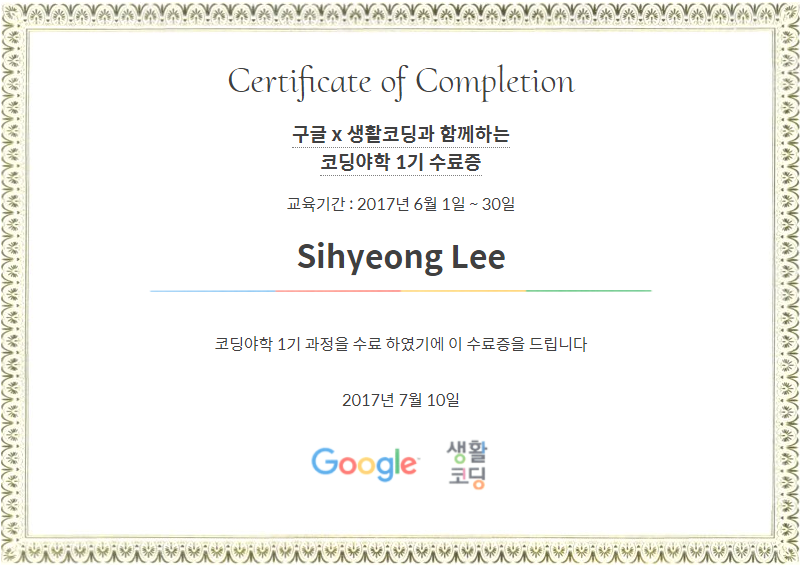 Certificate of Completion
구글 x 생활코딩과 함께하는
코딩야학 1기 수료증
교육기간 : 2017년 6월 1일 ~ 30일
Sihyeong Lee
코딩야학 1기 과정을 수료 하였기에 이 수료증을 드립니다
2017년 7월 10일
Google 생활
코딩